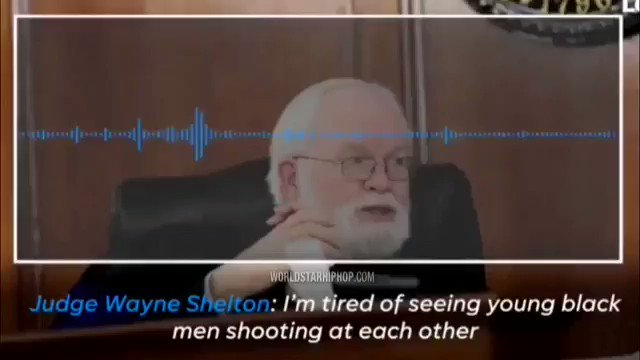 WORLDSTARHIPHOP.COM
Judge Wayne Shelton: I'm tired of seeing young black
men shooting at each other